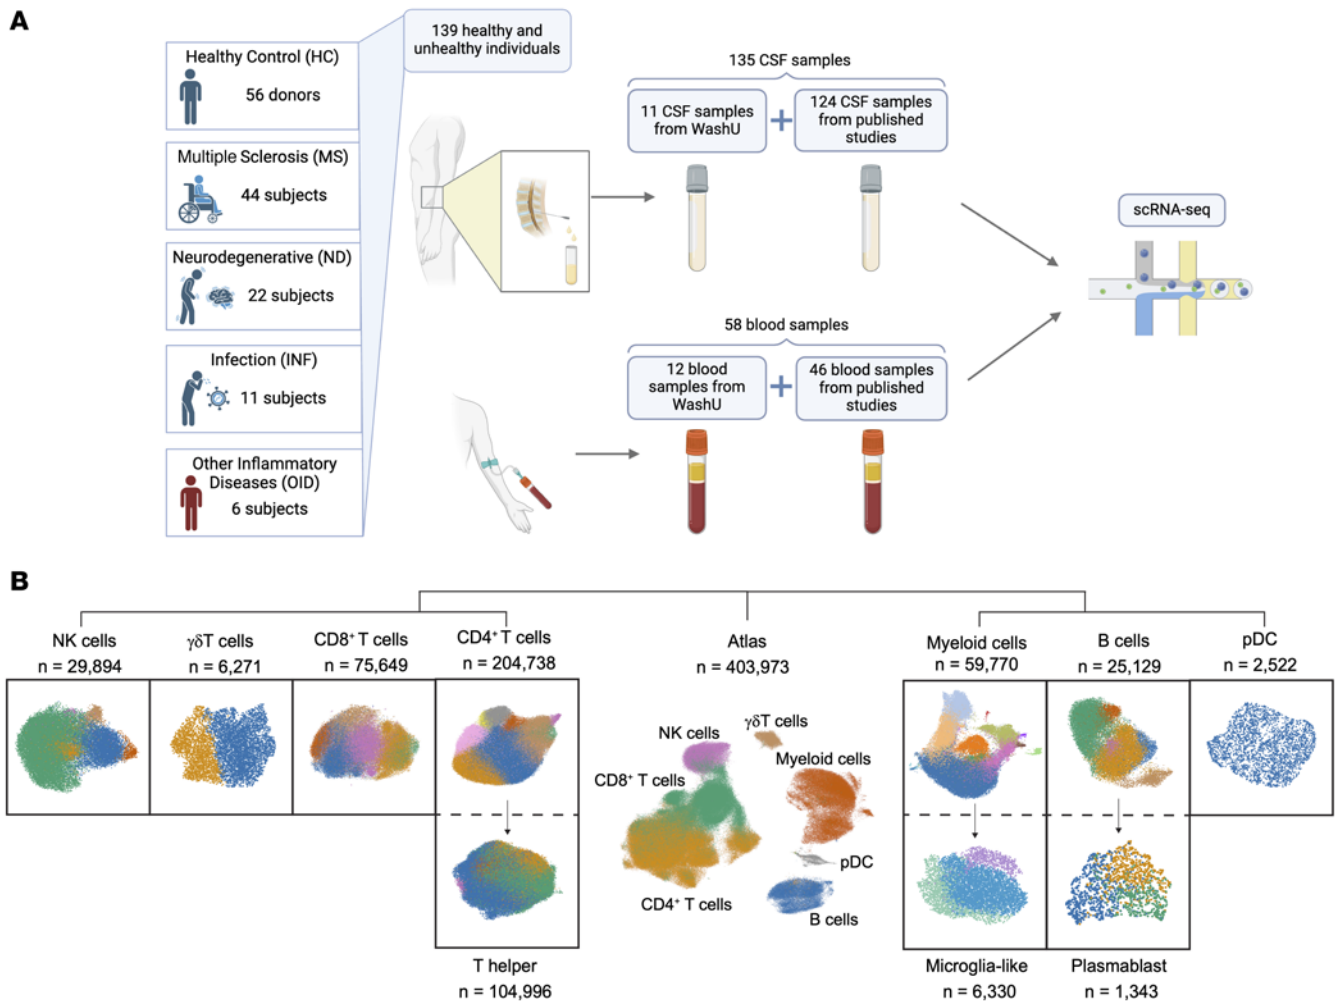 A
139 healthy and
unhealthy individuals
Healthy Control (HC)
56 donors
Multiple Sclerosis (MS)
44 subjects
Neurodegenerative (ND)
22 subjects
Infection (INF)
11 subjects
Other Inflammatory
Diseases (OID)
6 subjects
135 CSF samples
11 CSF samples
from WashU
+
124 CSF samples
from published
studies
58 blood samples
12 blood
samples from
WashU
+
46 blood samples
from published
studies
scRNA-seq
B
NK cells
n = 29,894
γδT cells
n = 6,271
CD8⁺ T cells
n = 75,649
CD4⁺ T cells
n = 204,738
Atlas
n = 403,973
Myeloid cells
n = 59,770
B cells
n = 25,129
pDC
n = 2,522
NK cells
γδT cells
Myeloid cells
CD8⁺ T cells
pDC
CD4⁺ T cells
B cells
T helper
n = 104,996
Microglia-like
n = 6,330
Plasmablast
n = 1,343